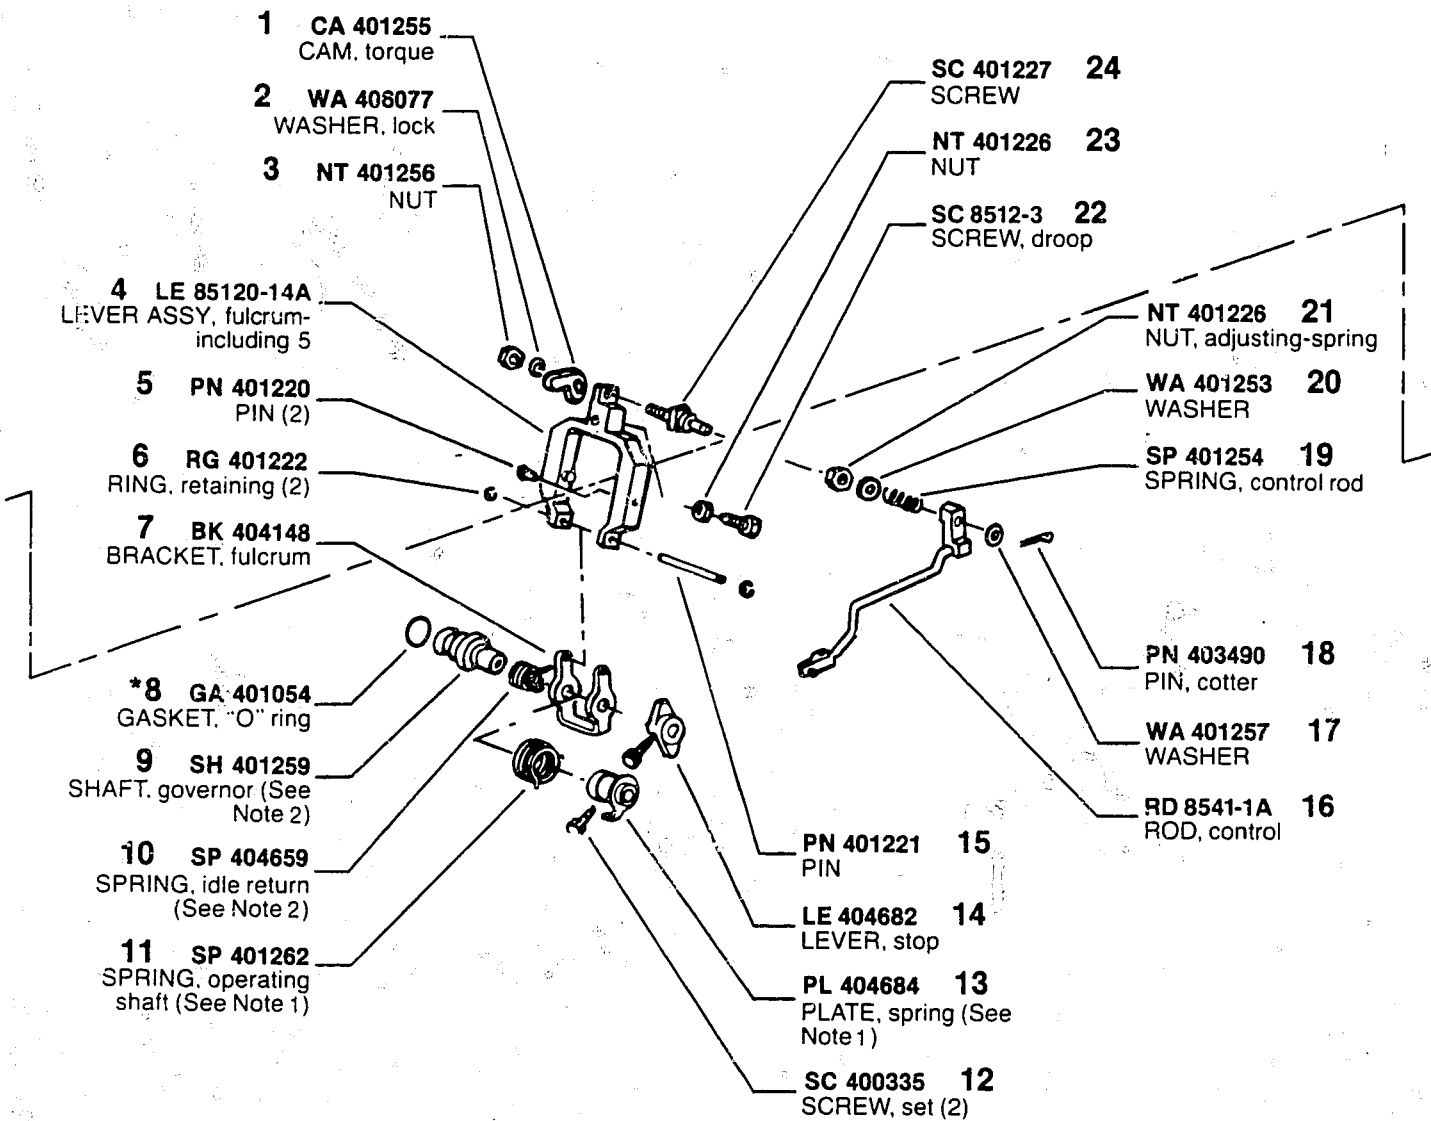 1 CA 401255
CAM, torque
2 WA 406077
WASHER, lock
3 NT 401256
NUT
4 LE 85120-14A
LEVER ASSY, fulcrum-
including 5
5 PN 401220
PIN (2)
6 RG 401222
RING, retaining (2)
7 BK 404148
BRACKET, fulcrum
*8 GA 401054
GASKET, "O" ring
9 SH 401259
SHAFT, governor (See
Note 2)
10 SP 404659
SPRING, idle return
(See Note 2)
11 SP 401262
SPRING, operating
shaft (See Note 1)
SC 401227 24
SCREW
NT 401226 23
NUT
SC 8512-3 22
SCREW, droop
NT 401226 21
NUT, adjusting-spring
WA 401253 20
WASHER
SP 401254 19
SPRING, control rod
PN 403490 18
PIN, cotter
WA 401257 17
WASHER
RD 8541-1A 16
ROD, control
PN 401221 15
PIN
LE 404682 14
LEVER, stop
PL 404684 13
PLATE, spring (See
Note 1)
SC 400335 12
SCREW, set (2)